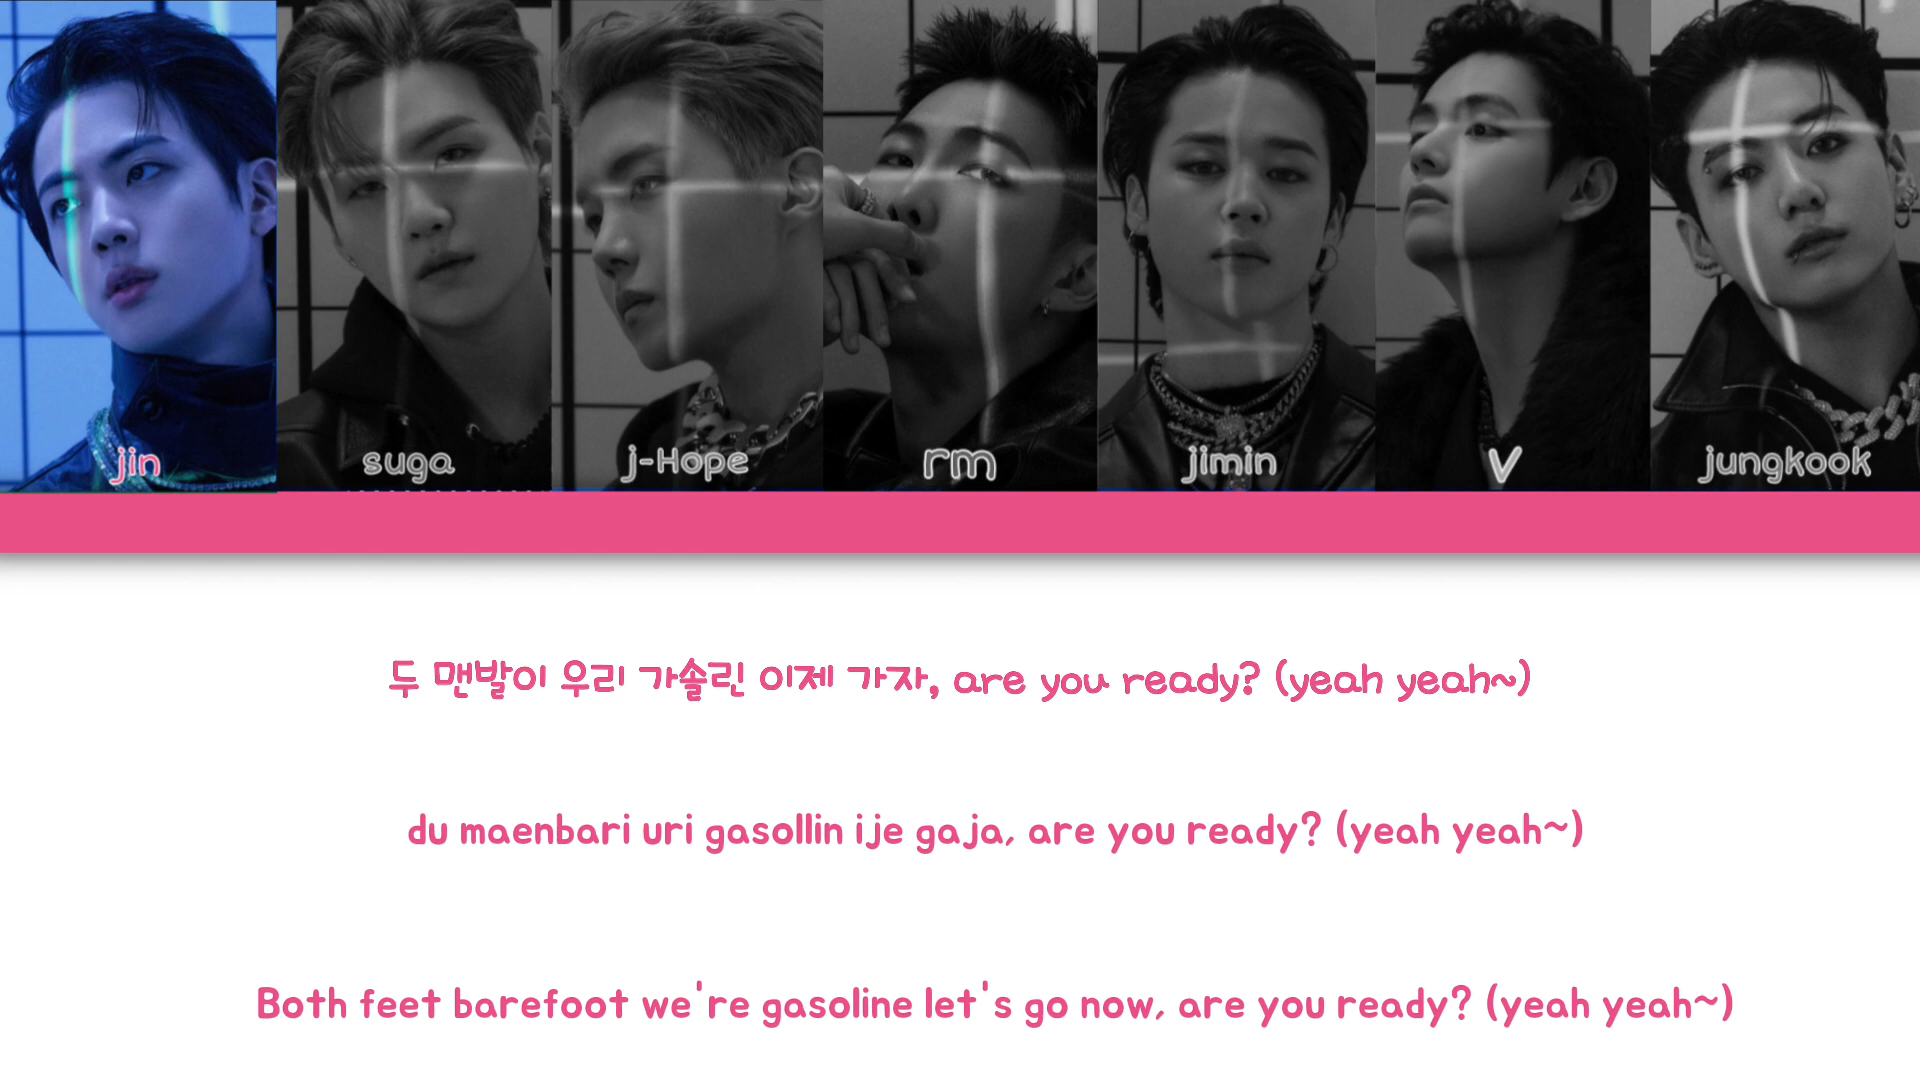 jin suga j-Hope rm jimin V jungkook
두 맨발이 우리 가솔린 이제 가자, are you ready? (yeah yeah~)
du maenbari uri gasollin ije gaja, are you ready? (yeah yeah~)
Both feet barefoot we're gasoline let's go now, are you ready? (yeah yeah~)